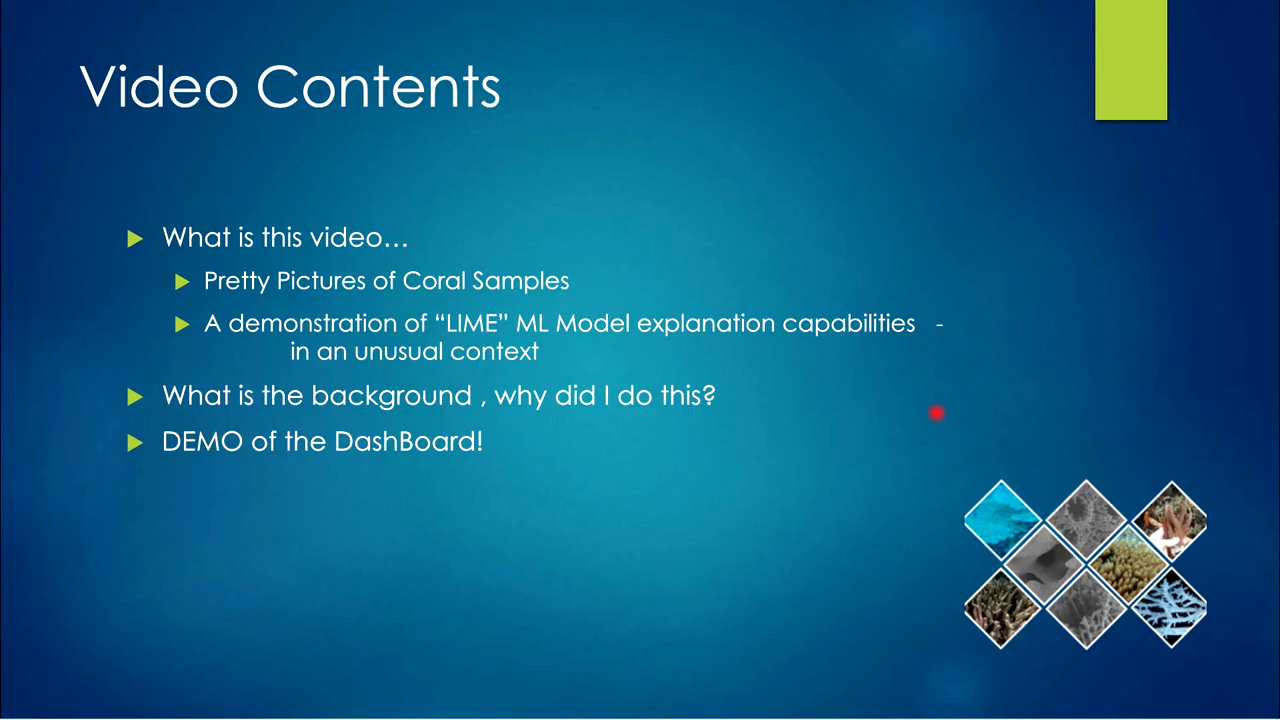 Video Contents
What is this video...
Pretty Pictures of Coral Samples
A demonstration of “LIME” ML Model explanation capabilities -
in an unusual context
What is the background , why did I do this?
DEMO of the DashBoard!